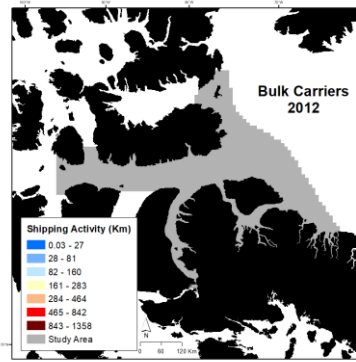 Bulk Carriers
2012
Shipping Activity (Km)
0.03 - 27
28 - 81
82 - 160
161 - 283
284 - 464
465 - 842
843 - 1358
Study Area
N
0 60 120 Km